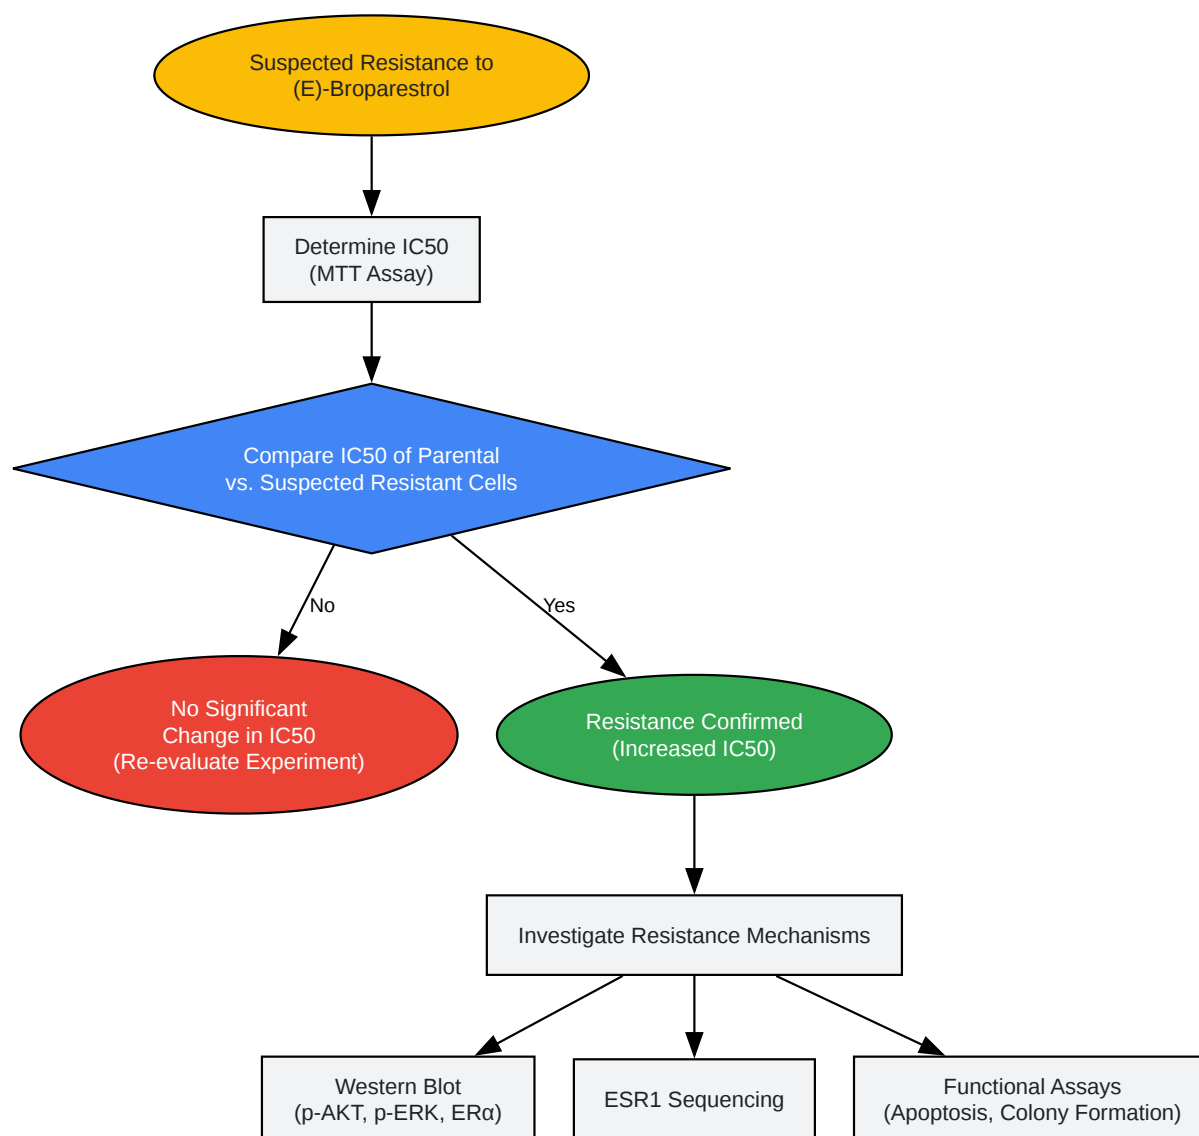 Suspected Resistance to
(E)-Broparestrol
Determine IC50
(MTT Assay)
Compare IC50 of Parental
vs. Suspected Resistant Cells
No
Yes
No Significant
Change in IC50
(Re-evaluate Experiment)
Resistance Confirmed
(Increased IC50)
Investigate Resistance Mechanisms
Western Blot
(p-AKT, p-ERK, ERα)
ESR1 Sequencing
Functional Assays
(Apoptosis, Colony Formation)